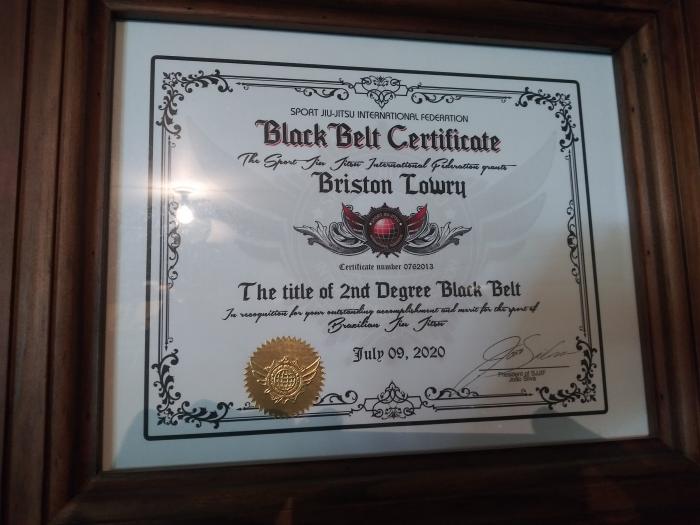 SPORT JIU-JITSU INTERNATIONAL FEDERATION
Black Belt Certificate
The Sport Jiu Jitsu International Federation grants
Briston Lowry
Certificate number 0762013
The title of 2nd Degree Black Belt
In recognition for your outstanding accomplishment and merit for the sport of
Brazilian Jiu Jitsu
July 09, 2020
President of SJJIF
João Silva